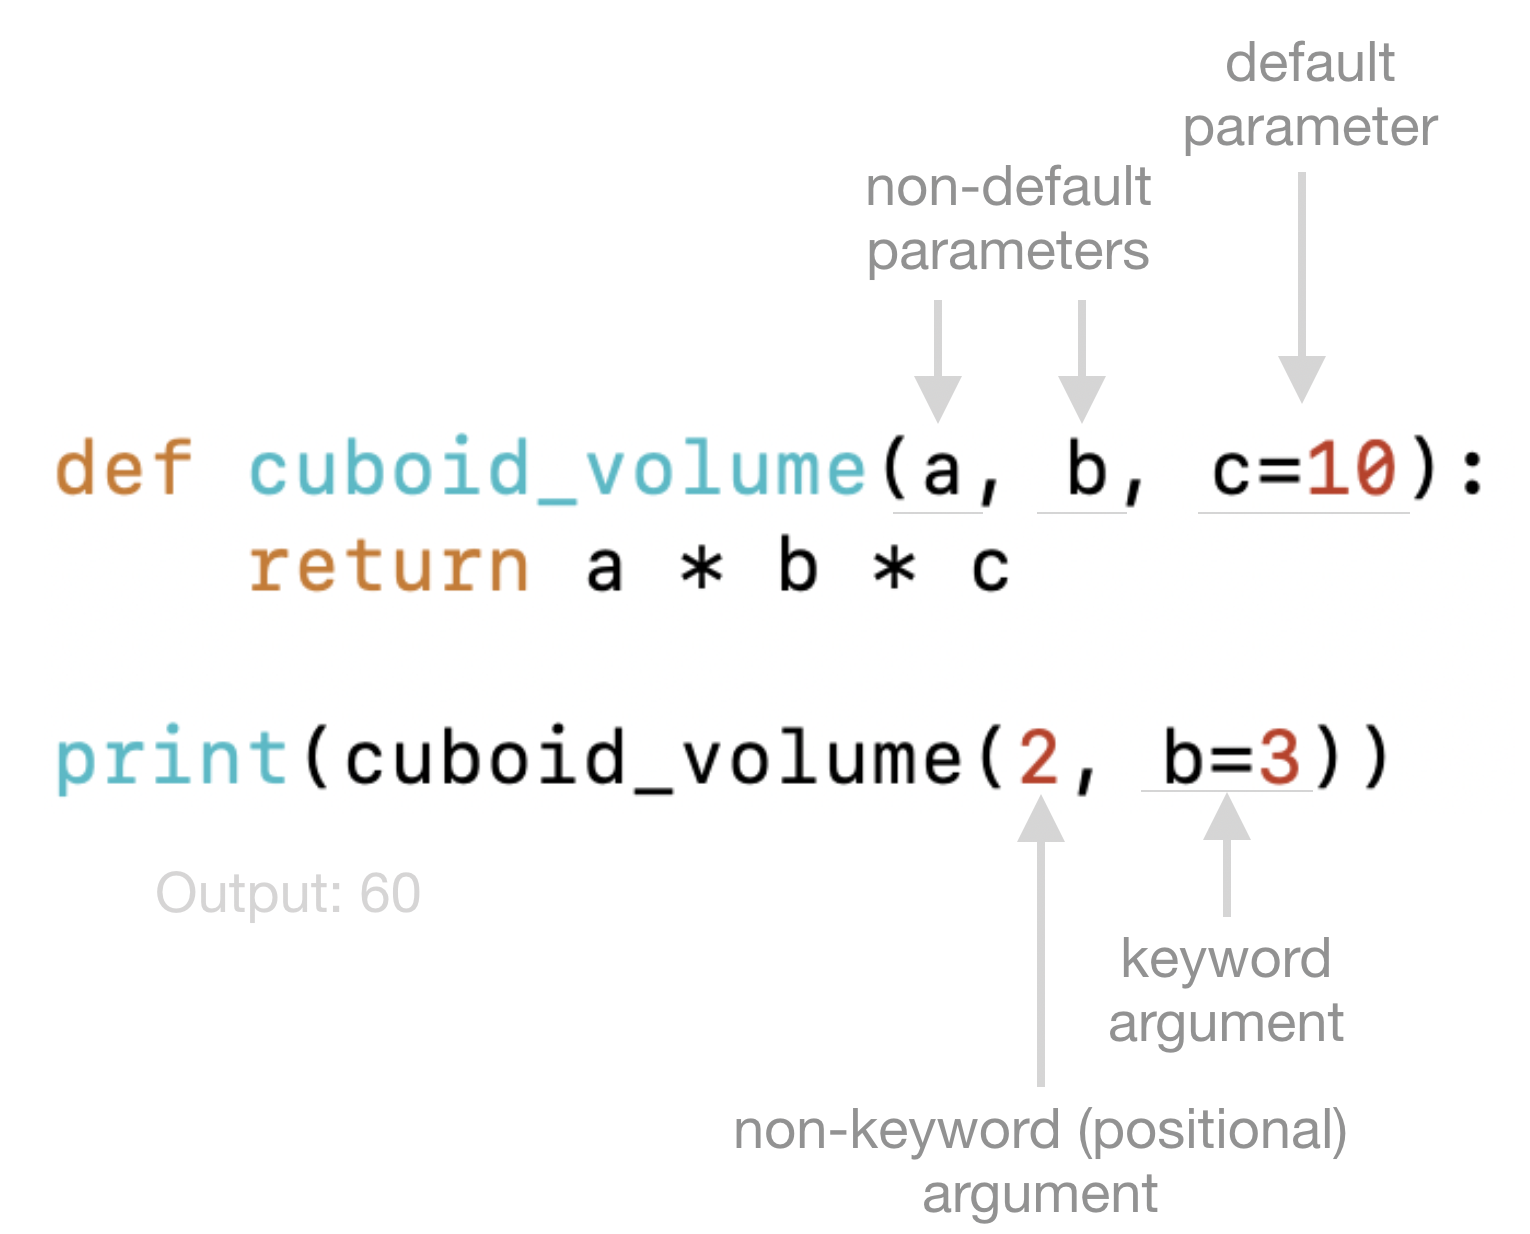 default
parameter
non-default
parameters
def cuboid_volume(a, b, c=10):
    return a * b * c
print(cuboid_volume(2, b=3))
Output: 60
keyword
argument
non-keyword (positional)
argument